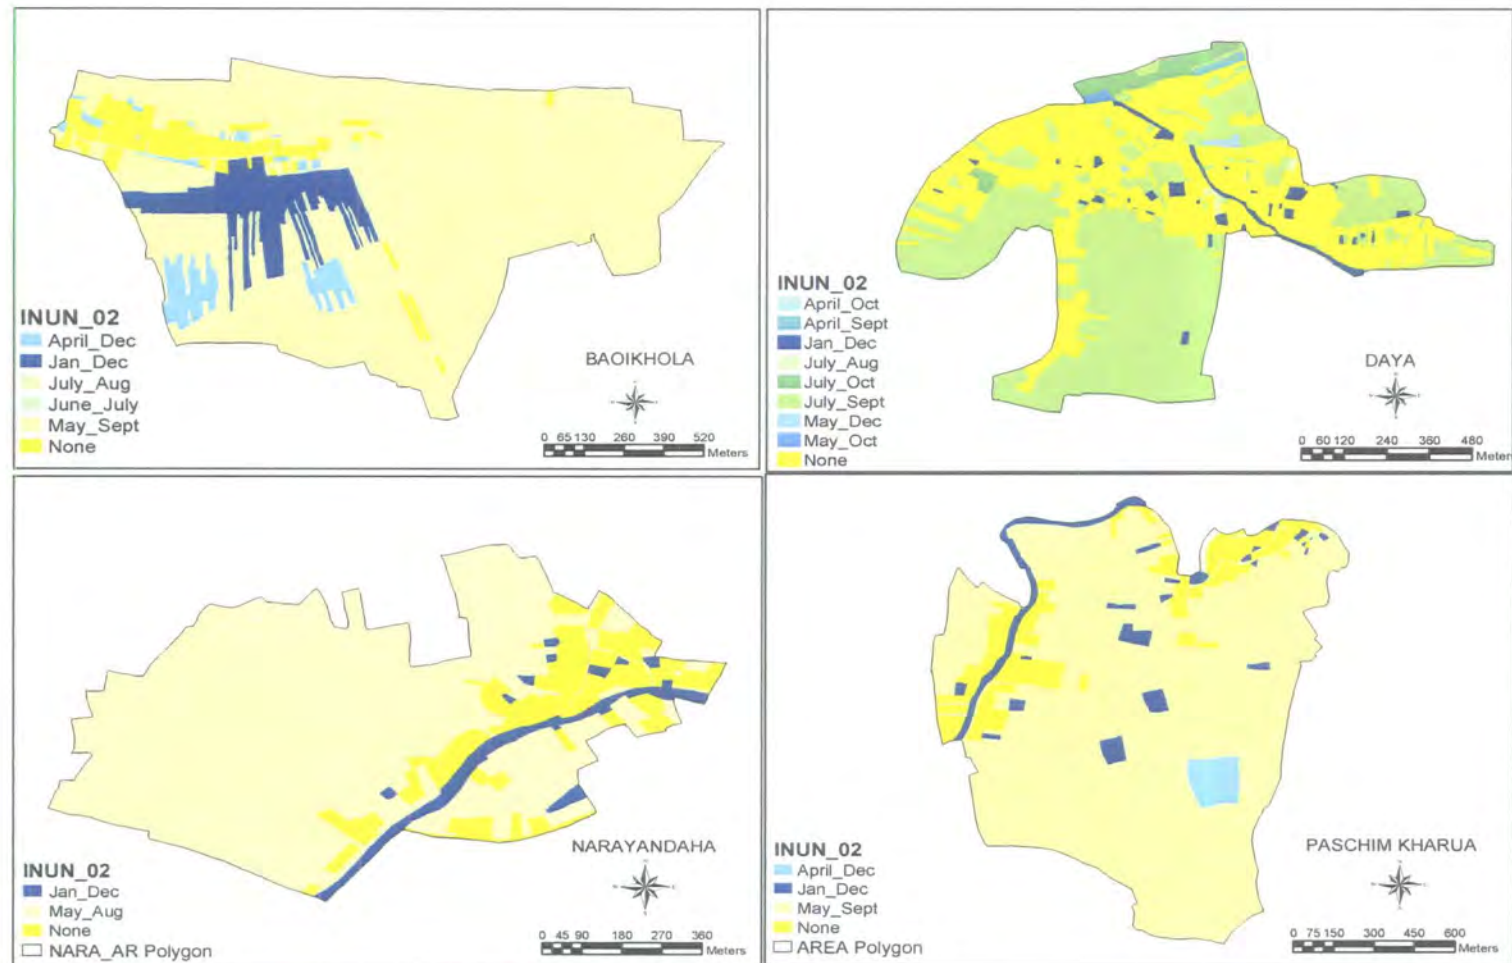 INUN_02
April_Dec
Jan_Dec
July_Aug
June_July
May_Sept
None
BAOIKHOLA
0 65 130 260 390 520
Meters
INUN_02
April_Oct
April_Sept
Jan_Dec
July_Aug
July_Oct
July_Sept
May_Dec
May_Oct
None
DAYA
0 60 120 240 360 480
Meters
INUN_02
Jan_Dec
May_Aug
None
NARA_AR Polygon
NARAYANDAHA
0 45 90 180 270 360
Meters
INUN_02
April_Dec
Jan_Dec
May_Sept
None
AREA Polygon
PASCHIM KHARUA
0 75 150 300 450 600
Meters